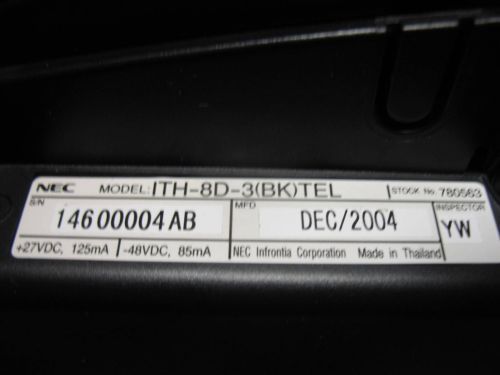 NEC MODEL: ITH-8D-3(BK)TEL STOCK No. 780563
S/N 14600004AB MFD DEC/2004 INSPECTOR YW
+27VDC, 125mA -48VDC, 85mA NEC Infrontia Corporation Made in Thailand